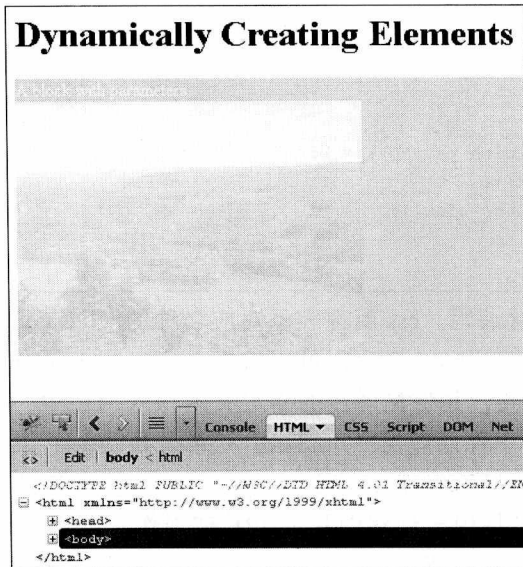 Dynamically Creating Elements
A block with parameters
Console HTML CSS Script DOM Net
Edit | body < html
<!DOCTYPE html PUBLIC "-//W3C//DTD HTML 4.01 Transitional//EN
<html xmlns="http://www.w3.org/1999/xhtml">
<head>
<body>
</html>